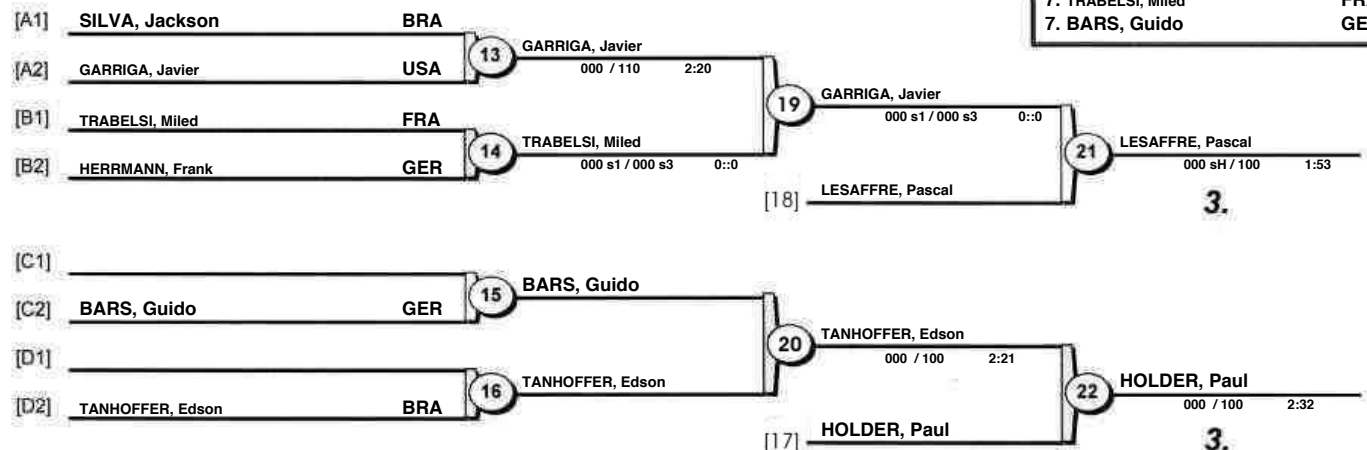 7. TRABELSI, Miled
7. BARS, Guido GE
[A1] SILVA, Jackson BRA
13 GARRIGA, Javier
000 / 110 2:20
[A2] GARRIGA, Javier USA
19 GARRIGA, Javier
000 s1 / 000 s3 0::0
[B1] TRABELSI, Miled FRA
14 TRABELSI, Miled
000 s1 / 000 s3 0::0
[B2] HERRMANN, Frank GER
21 LESAFFRE, Pascal
000 sH / 100 1:53
[18] LESAFFRE, Pascal
3.
[C1]
15 BARS, Guido
[C2] BARS, Guido GER
20 TANHOFFER, Edson
000 / 100 2:21
[D1]
16 TANHOFFER, Edson
[D2] TANHOFFER, Edson BRA
22 HOLDER, Paul
000 / 100 2:32
[17] HOLDER, Paul
3.